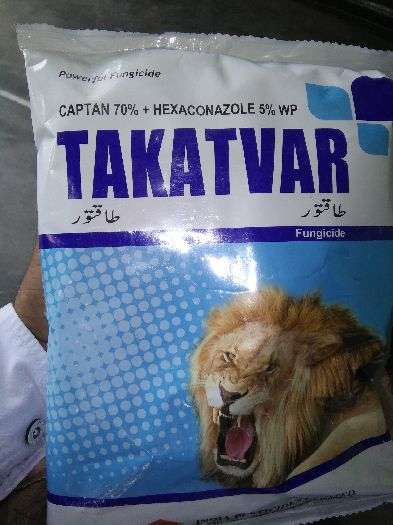 Powerful Fungicide
CAPTAN 70% + HEXACONAZOLE 5% WP
TAKATVAR
طاقتور طاقتور
Fungicide